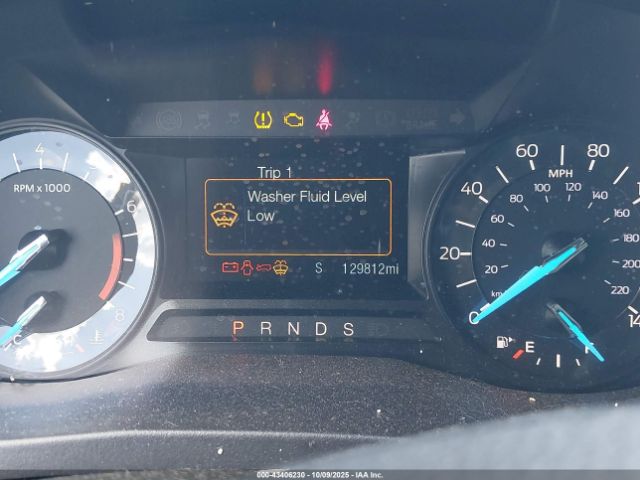 4
RPM x 1000
6
8
C
Trip 1
Washer Fluid Level
Low
S 129812mi
P R N D S
0 20 40 60 80
MPH
20 40 60 80 100 120 140 160 180 200 220
km/
E F
000-43406230 - 10/09/2025 - IAA Inc.